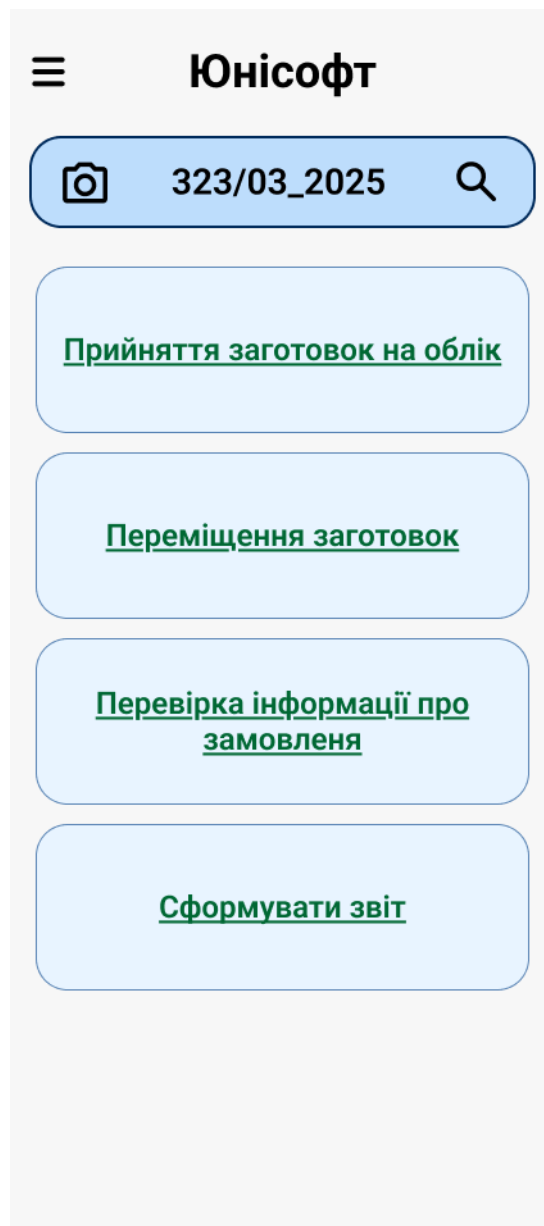 Юнісофт
323/03_2025
Прийняття заготовок на облік
Переміщення заготовок
Перевірка інформації про
замовленя
Сформувати звіт